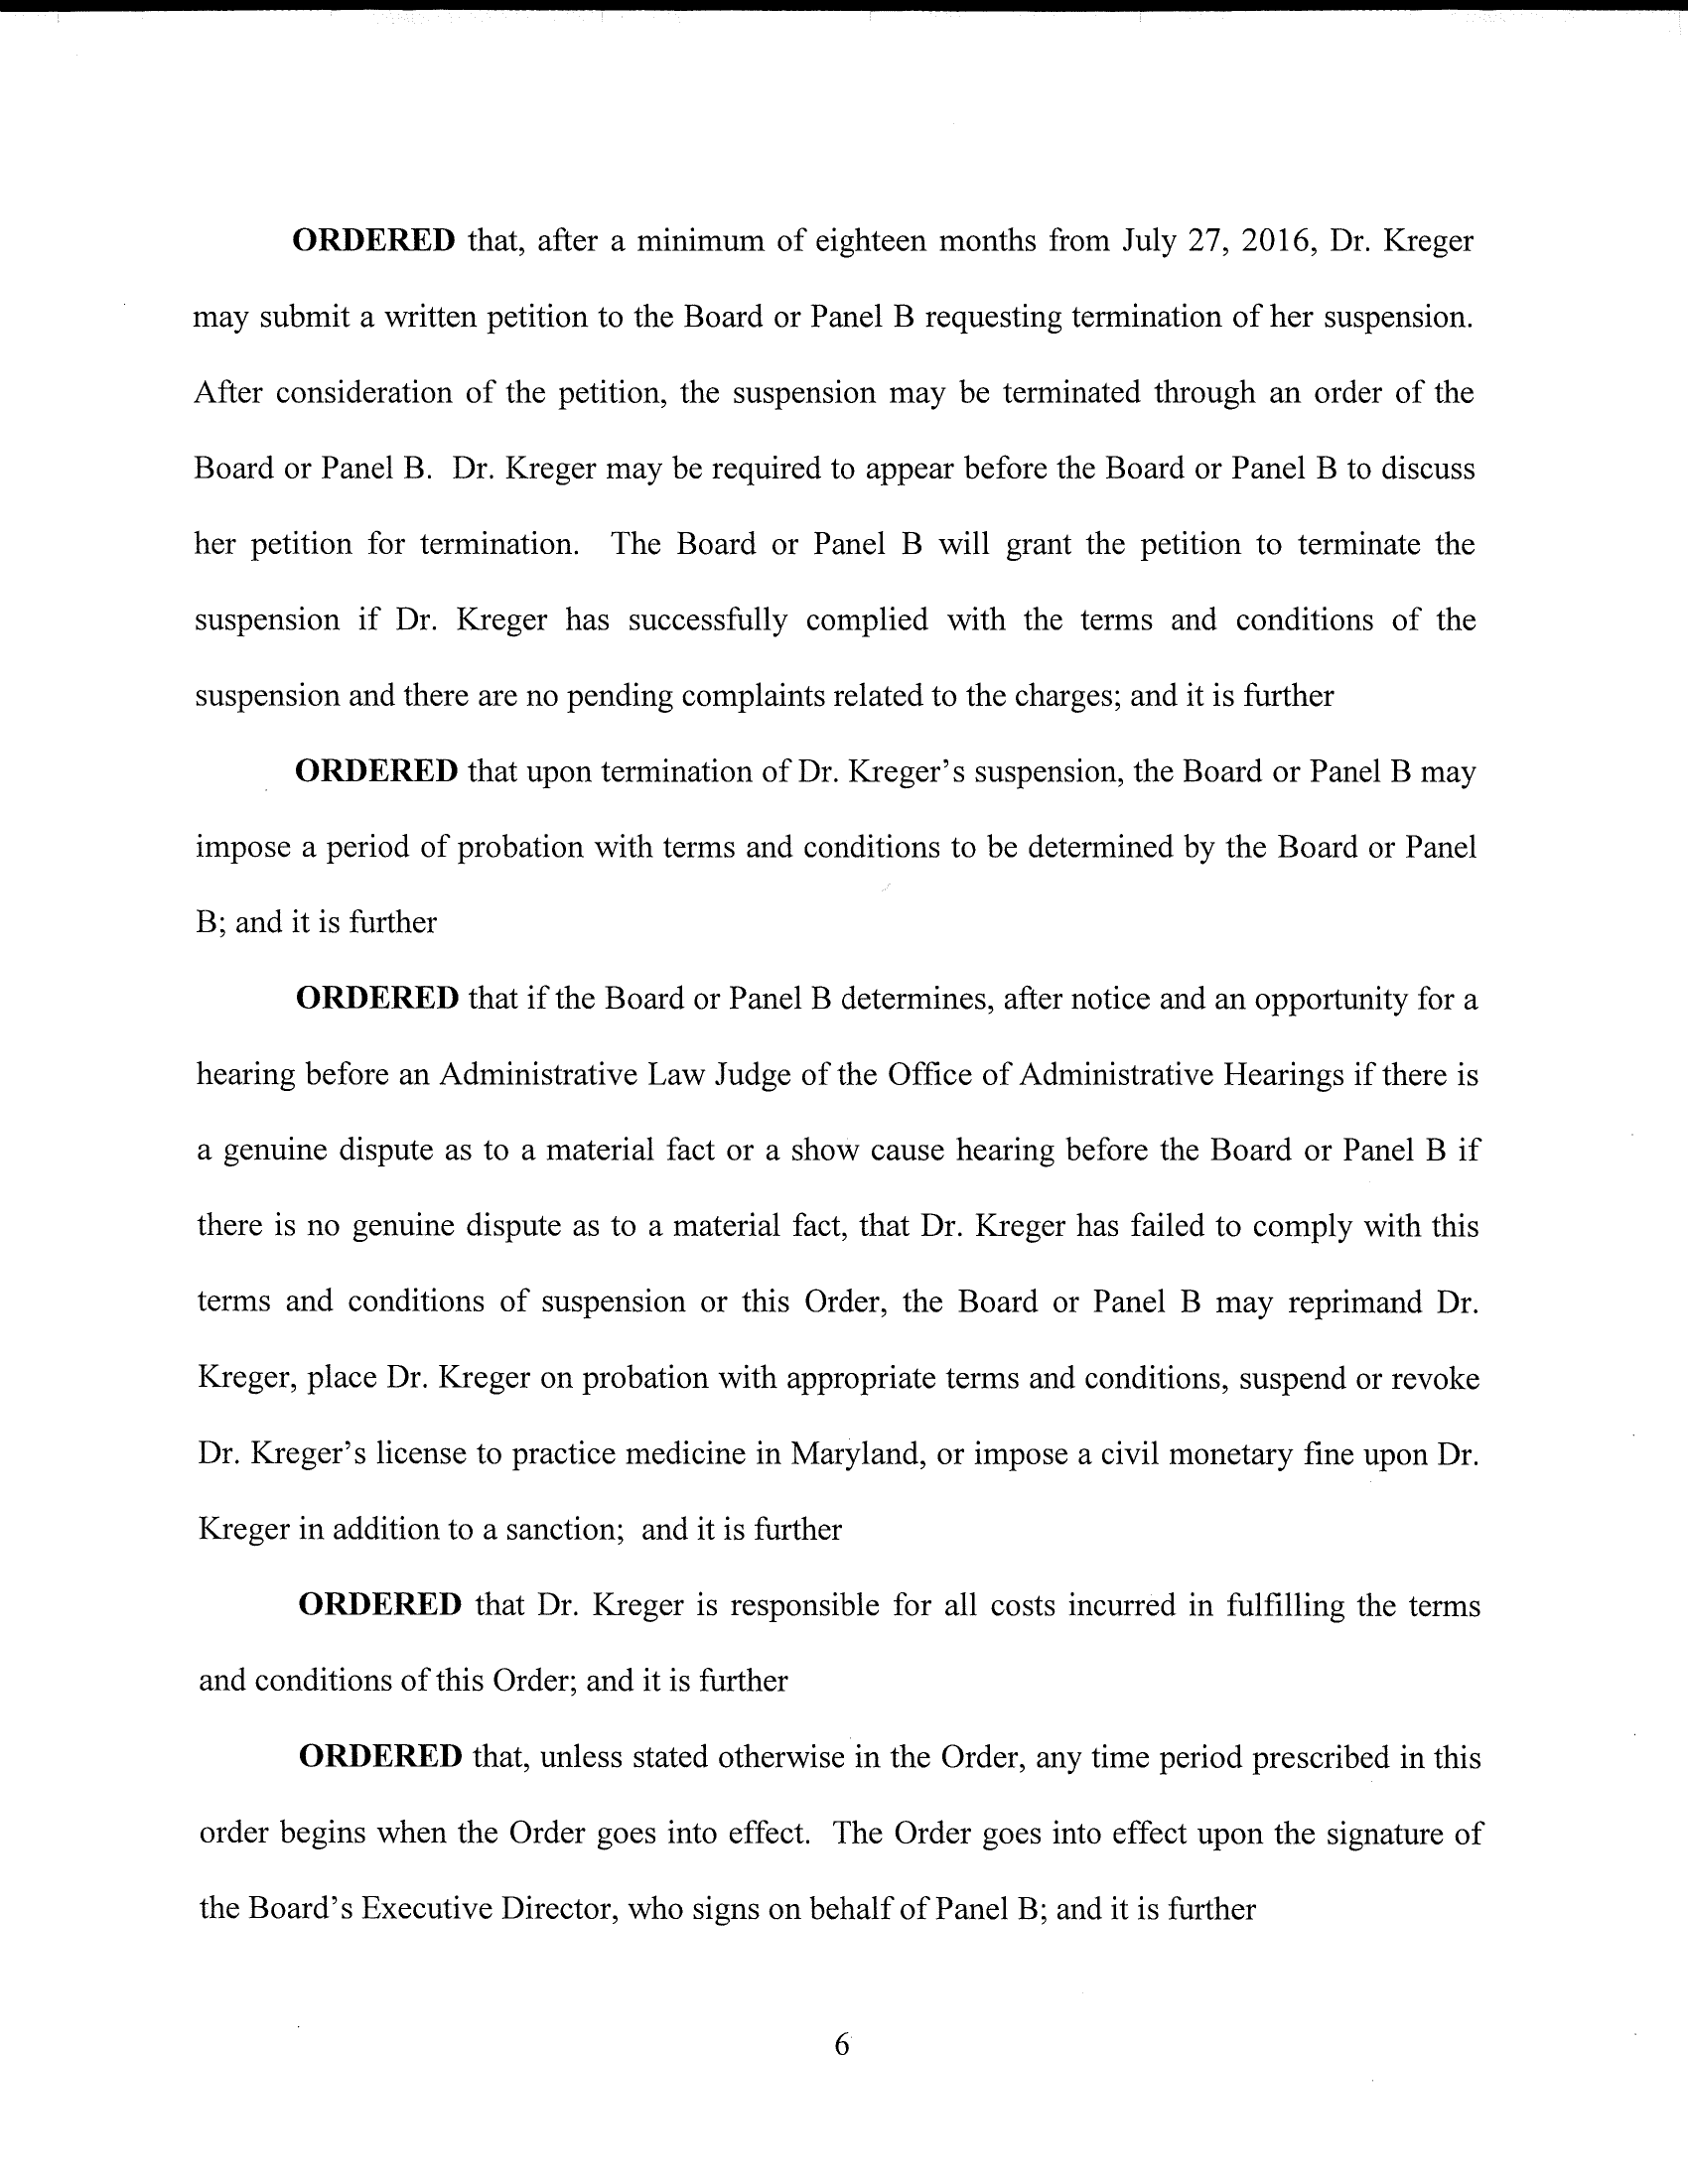 ORDERED that, after a minimum of eighteen months from July 27, 2016, Dr. Kreger
may submit a written petition to the Board or Panel B requesting termination of her suspension.
After consideration of the petition, the suspension may be terminated through an order of the
Board or Panel B. Dr. Kreger may be required to appear before the Board or Panel B to discuss
her petition for termination. The Board or Panel B will grant the petition to terminate the
suspension if Dr. Kreger has successfully complied with the terms and conditions of the
suspension and there are no pending complaints related to the charges; and it is further
ORDERED that upon termination of Dr. Kreger's suspension, the Board or Panel B may
impose a period of probation with terms and conditions to be determined by the Board or Panel
B; and it is further
ORDERED that if the Board or Panel B determines, after notice and an opportunity for a
hearing before an Administrative Law Judge of the Office of Administrative Hearings if there is
a genuine dispute as to a material fact or a show cause hearing before the Board or Panel B if
there is no genuine dispute as to a material fact, that Dr. Kreger has failed to comply with this
terms and conditions of suspension or this Order, the Board or Panel B may reprimand Dr.
Kreger, place Dr. Kreger on probation with appropriate terms and conditions, suspend or revoke
Dr. Kreger's license to practice medicine in Maryland, or impose a civil monetary fine upon Dr.
Kreger in addition to a sanction; and it is further
ORDERED that Dr. Kreger is responsible for all costs incurred in fulfilling the terms
and conditions of this Order; and it is further
ORDERED that, unless stated otherwise in the Order, any time period prescribed in this
order begins when the Order goes into effect. The Order goes into effect upon the signature of
the Board's Executive Director, who signs on behalf of Panel B; and it is further
6